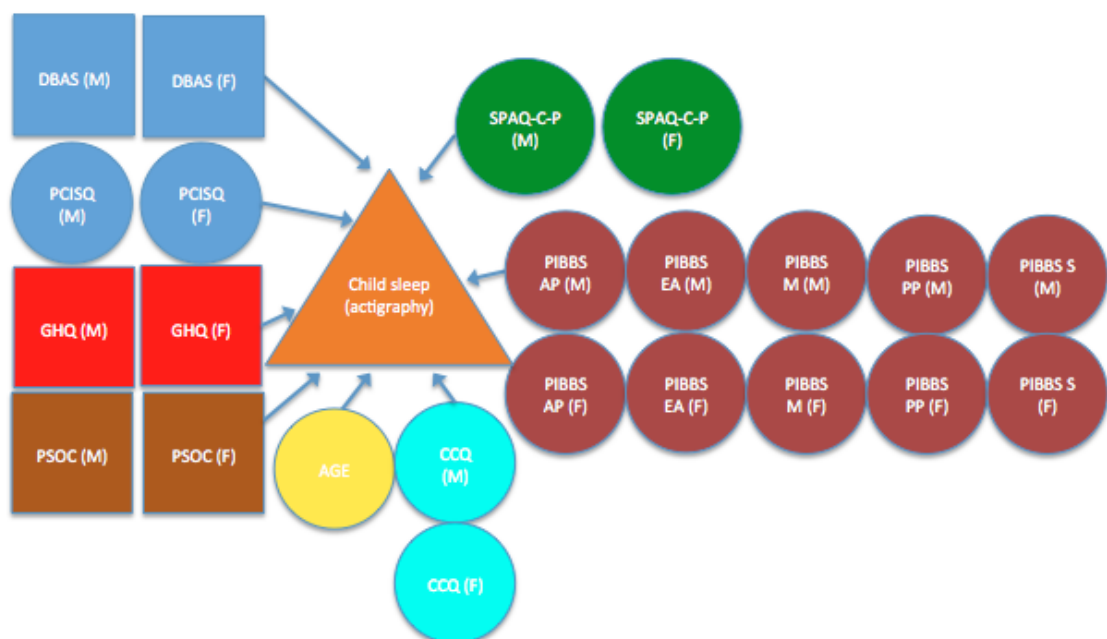 DBAS (M)
DBAS (F)
SPAQ-C-P
(M)
SPAQ-C-P
(F)
PCISQ
(M)
PCISQ
(F)
PIBBS
AP (M)
PIBBS
EA (M)
PIBBS
M (M)
PIBBS
PP (M)
PIBBS S
(M)
Child sleep
(actigraphy)
GHQ (M)
GHQ (F)
PIBBS
AP (F)
PIBBS
EA (F)
PIBBS
M (F)
PIBBS
PP (F)
PIBBS S
(F)
PSOC (M)
PSOC (F)
AGE
CCQ
(M)
CCQ (F)